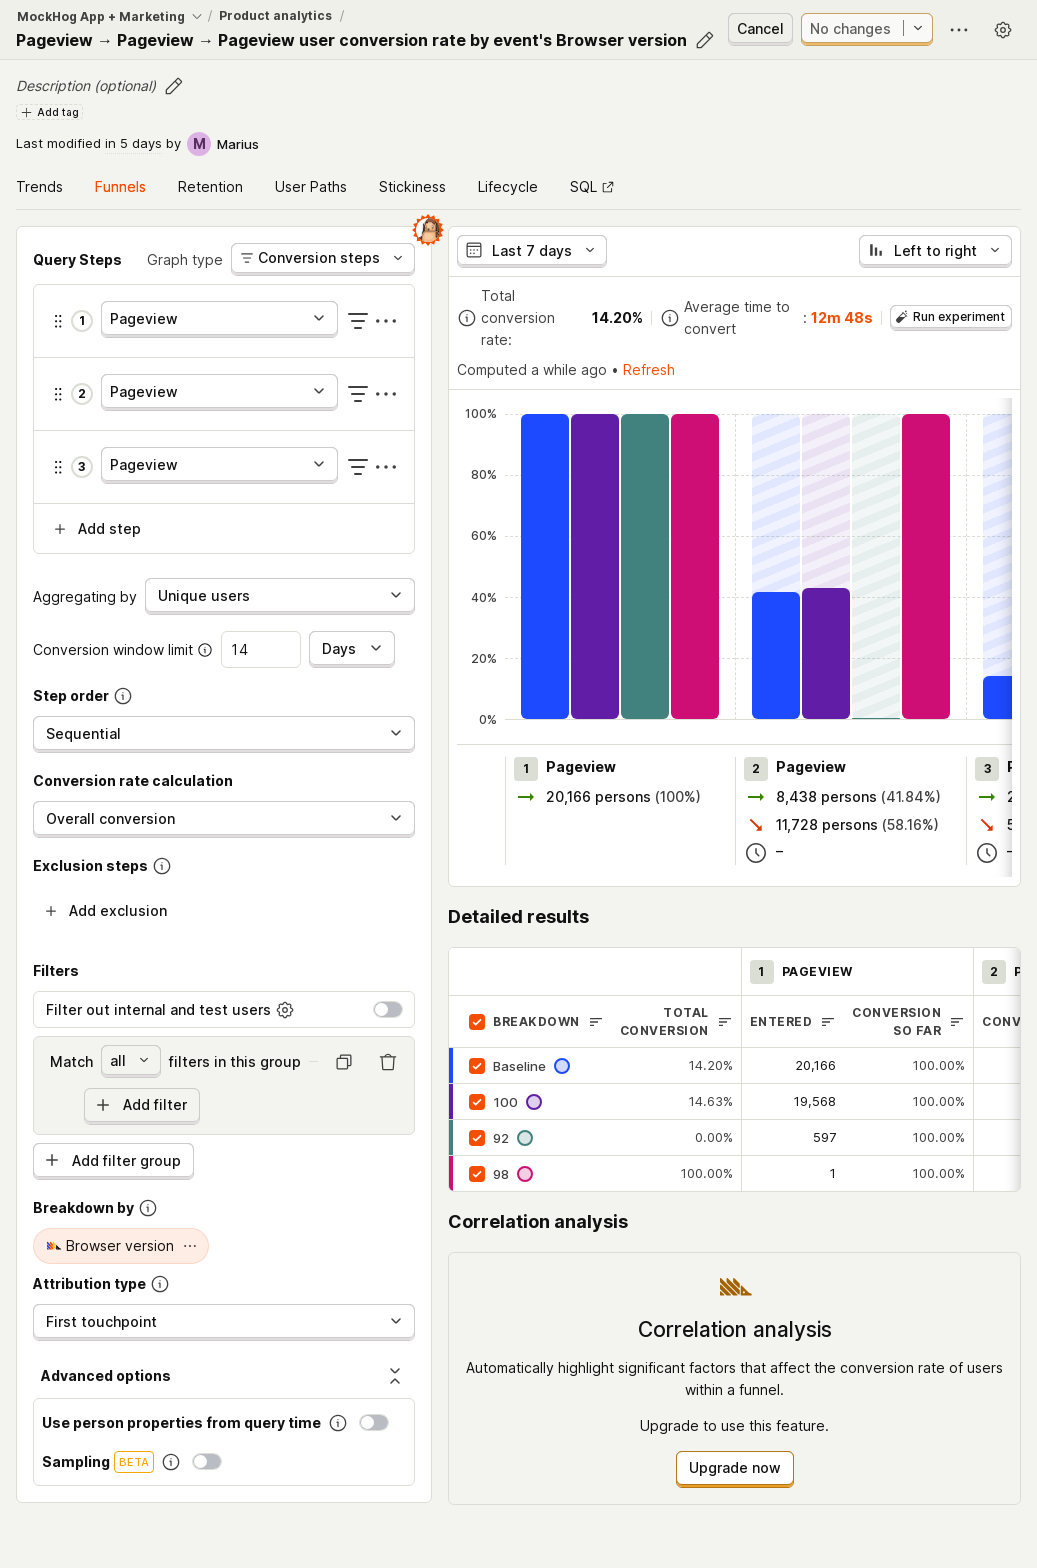 MockHog App + Marketing / Product analytics /
Pageview → Pageview → Pageview user conversion rate by event's Browser version
Cancel
No changes
Description (optional)
Add tag
Last modified in 5 days by M Marius
Trends Funnels Retention User Paths Stickiness Lifecycle SQL
Query Steps Graph type Conversion steps
1 Pageview
2 Pageview
3 Pageview
Add step
Aggregating by Unique users
Conversion window limit 14 Days
Step order
Sequential
Conversion rate calculation
Overall conversion
Exclusion steps
Add exclusion
Filters
Filter out internal and test users
Match all filters in this group
Add filter
Add filter group
Breakdown by
Browser version
Attribution type
First touchpoint
Advanced options
Use person properties from query time
Sampling BETA
Last 7 days
Left to right
Total conversion rate: 14.20%
Average time to convert : 12m 48s
Run experiment
Computed a while ago • Refresh
100%
80%
60%
40%
20%
0%
1 Pageview
20,166 persons (100%)
2 Pageview
8,438 persons (41.84%)
11,728 persons (58.16%)
–
3 P
2
5
–
Detailed results
1 PAGEVIEW 2 P
BREAKDOWN TOTAL CONVERSION ENTERED CONVERSION SO FAR CONV
Baseline 14.20% 20,166 100.00%
100 14.63% 19,568 100.00%
92 0.00% 597 100.00%
98 100.00% 1 100.00%
Correlation analysis
Correlation analysis
Automatically highlight significant factors that affect the conversion rate of users
within a funnel.
Upgrade to use this feature.
Upgrade now